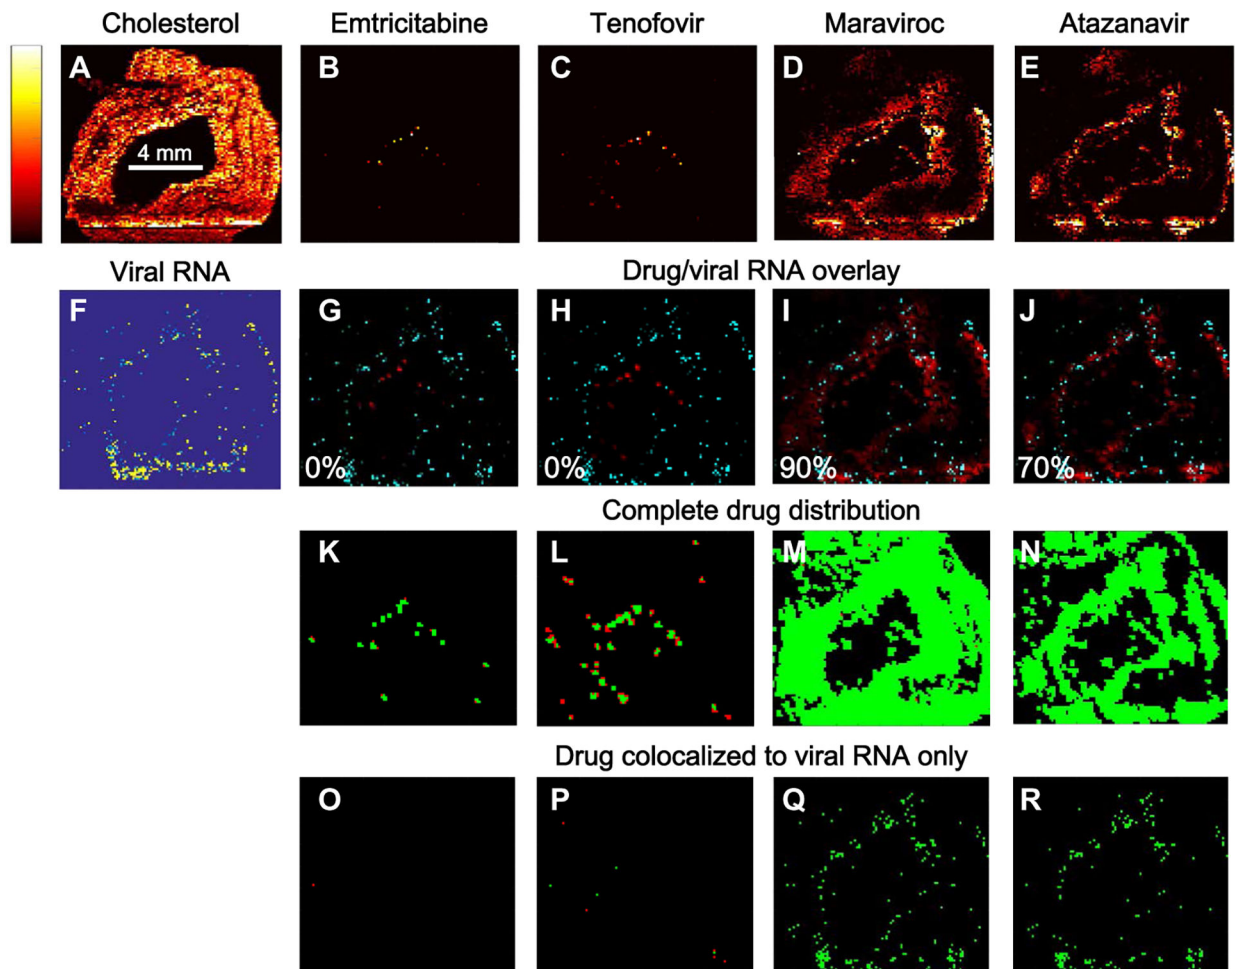 Cholesterol Emtricitabine Tenofovir Maraviroc Atazanavir
A B C D E
4 mm
Viral RNA Drug/viral RNA overlay
F G H I J
0% 0% 90% 70%
Complete drug distribution
K L M N
Drug colocalized to viral RNA only
O P Q R